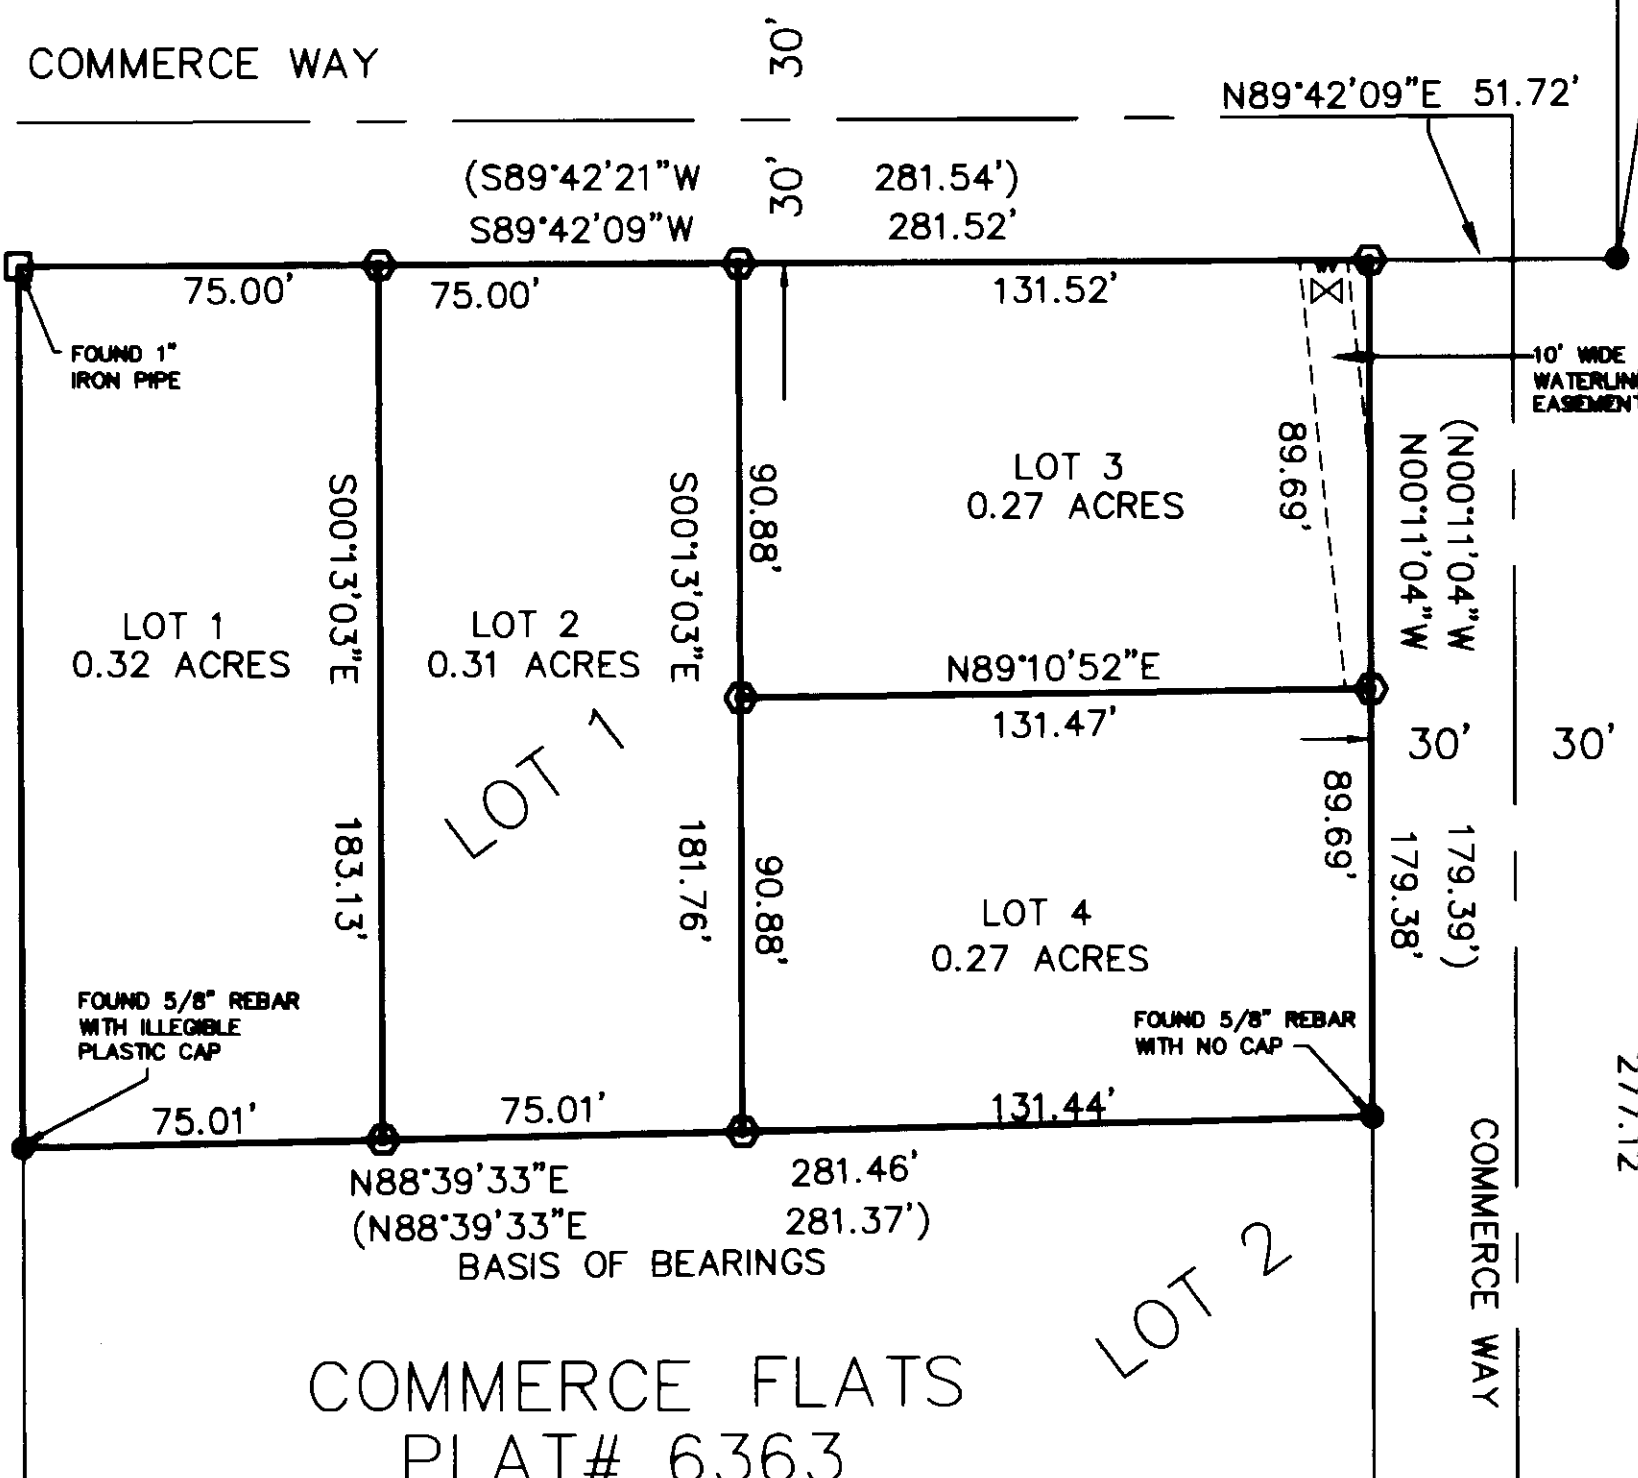 COMMERCE WAY
30'
N89°42'09"E 51.72'
(S89°42'21"W 281.54')
30'
S89°42'09"W 281.52'
75.00'
75.00'
131.52'
W
FOUND 1"
IRON PIPE
10' WIDE
WATERLIN
EASEMENT
S00°13'03"E
S00°13'03"E
90.88'
LOT 3
0.27 ACRES
89.69'
N00°11'04"W
(N00°11'04"W
LOT 1
0.32 ACRES
LOT 2
0.31 ACRES
N89°10'52"E
131.47'
LOT 1
30'
30'
183.13'
181.76'
90.88'
89.69'
179.38'
179.39')
LOT 4
0.27 ACRES
FOUND 5/8" REBAR
WITH ILLEGIBLE
PLASTIC CAP
FOUND 5/8" REBAR
WITH NO CAP
75.01'
75.01'
131.44'
277.12
N88°39'33"E 281.46'
(N88°39'33"E 281.37')
BASIS OF BEARINGS
COMMERCE WAY
LOT 2
COMMERCE FLATS
PLAT# 6363